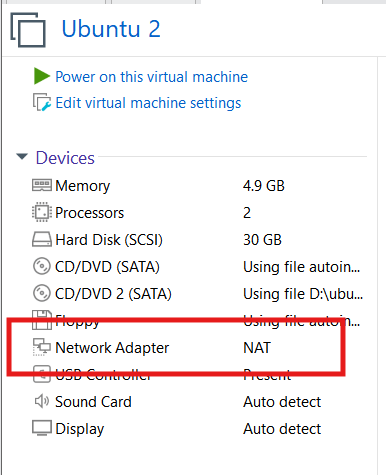 Ubuntu 2
Power on this virtual machine
Edit virtual machine settings
Devices
Memory 4.9 GB
Processors 2
Hard Disk (SCSI) 30 GB
CD/DVD (SATA) Using file autoin...
CD/DVD 2 (SATA) Using file D:\ubu...
Floppy Using file autoin...
Network Adapter NAT
USB Controller Present
Sound Card Auto detect
Display Auto detect